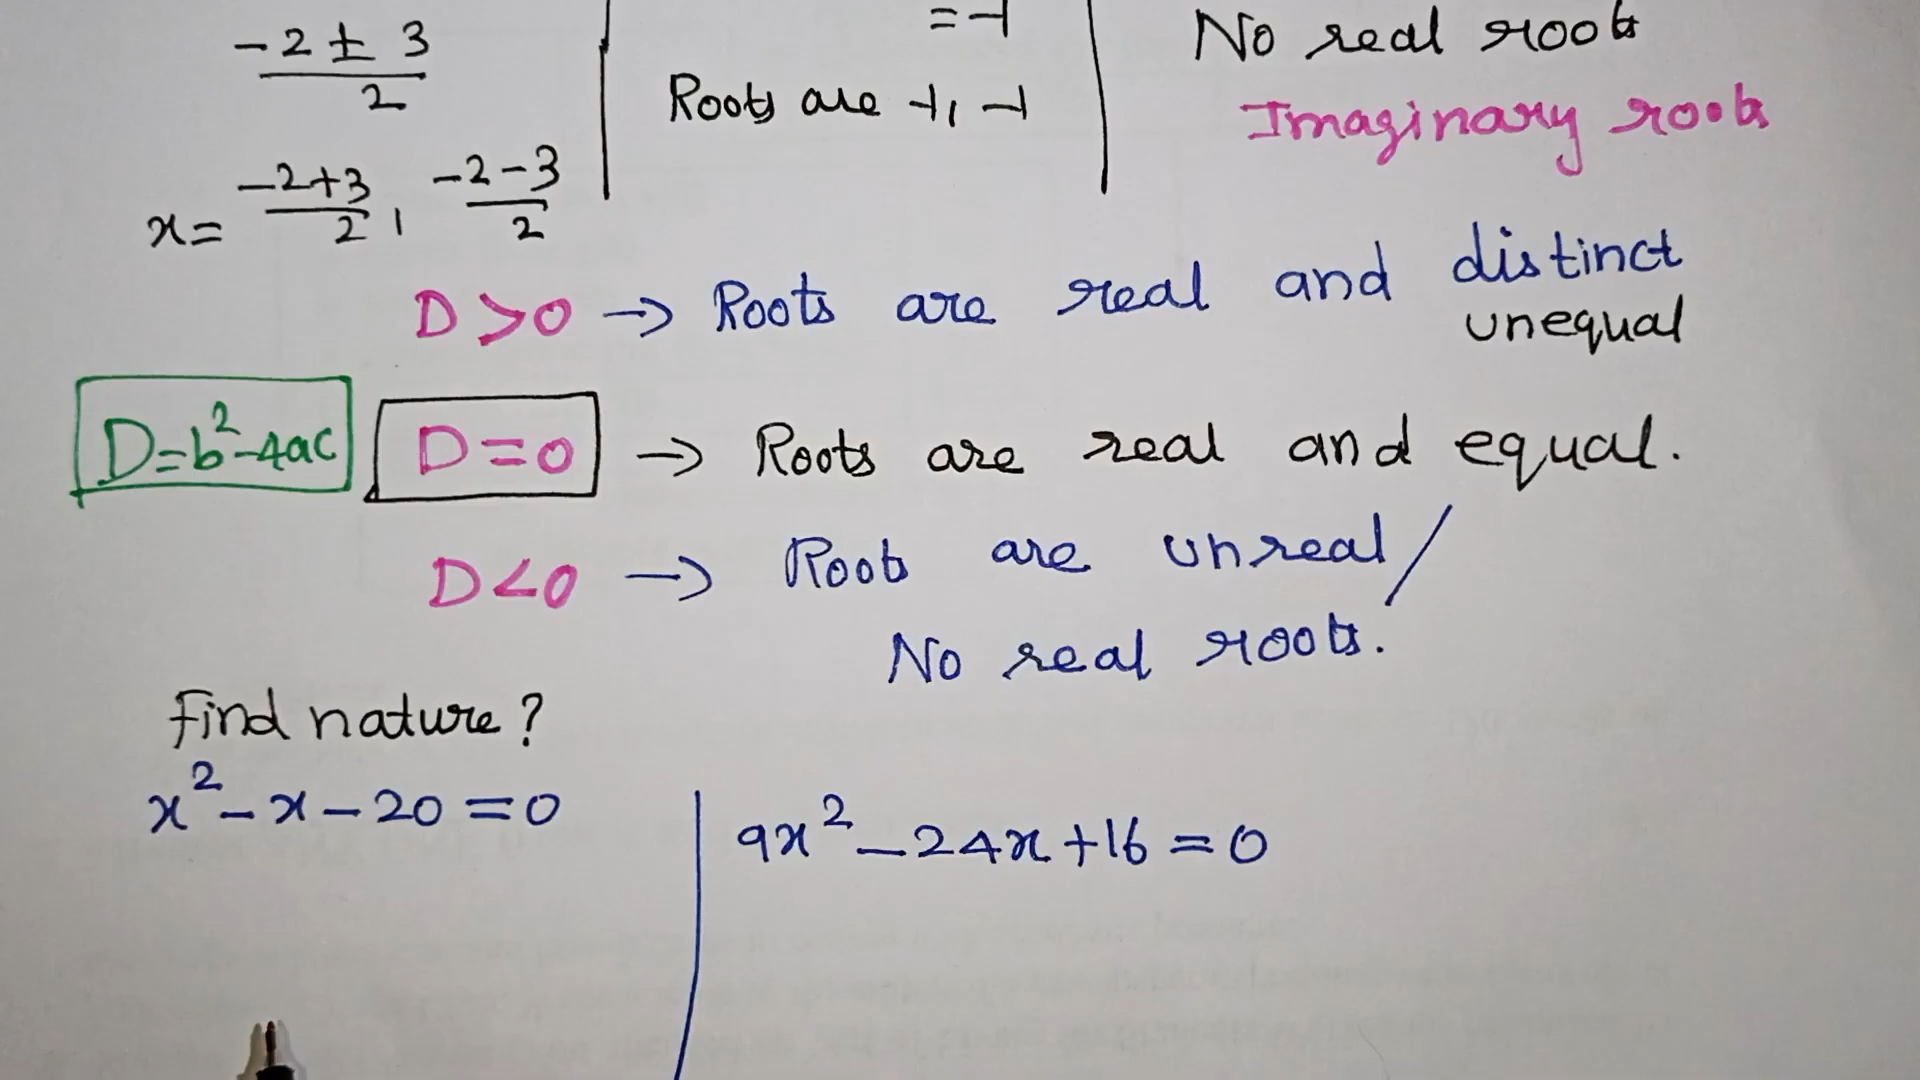 -2 ± 3
2
x = -2+3 / 2 , -2-3 / 2
= -1
Roots are -1, -1
No real roots
Imaginary roots
D > 0 → Roots are real and distinct
unequal
D = b² - 4ac
D = 0 → Roots are real and equal.
D < 0 → Roots are unreal /
No real roots.
Find nature?
x² - x - 20 = 0
9x² - 24x + 16 = 0